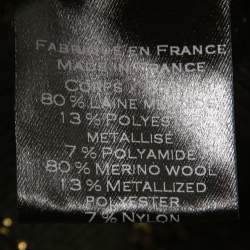 FABRIQUÉ EN FRANCE
MADE IN FRANCE
CORPS
80 % LAINE
13 % POLYES
METALLISÉ
7 % POLYAMIDE
80 % MERINO WOOL
13 % METALLIZED
POLYESTER
7 % NYLON